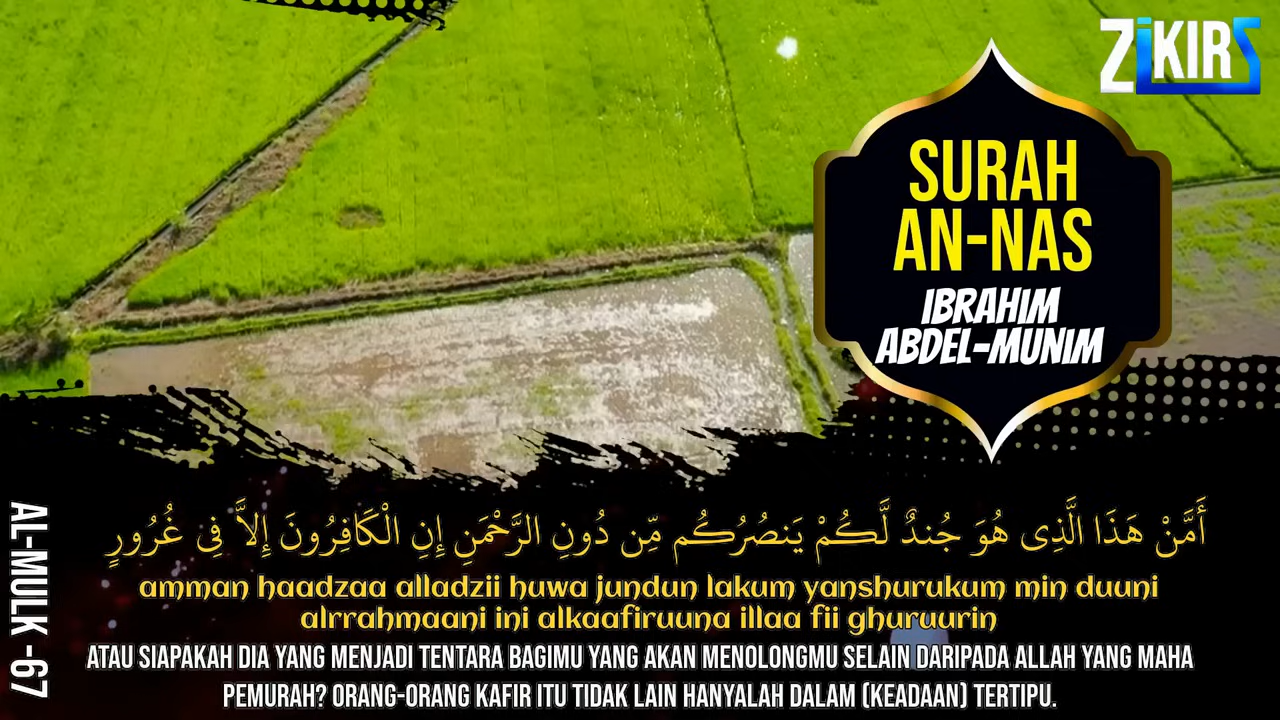 ZiKIRS
SURAH
AN-NAS
IBRAHIM
ABDEL-MUNIM
AL-MULK -67
أَمَّنْ هَذَا الَّذِى هُوَ جُندٌ لَّكُمْ يَنصُرُكُم مِّن دُونِ الرَّحْمَنِ إِنِ الْكَافِرُونَ إِلاَّ فِى غُرُورٍ
amman haadzaa alladzii huwa jundun lakum yanshurukum min duuni
alrrahmaani ini alkaafiruuna illaa fii ghuruurin
ATAU SIAPAKAH DIA YANG MENJADI TENTARA BAGIMU YANG AKAN MENOLONGMU SELAIN DARIPADA ALLAH YANG MAHA
PEMURAH? ORANG-ORANG KAFIR ITU TIDAK LAIN HANYALAH DALAM (KEADAAN) TERTIPU.